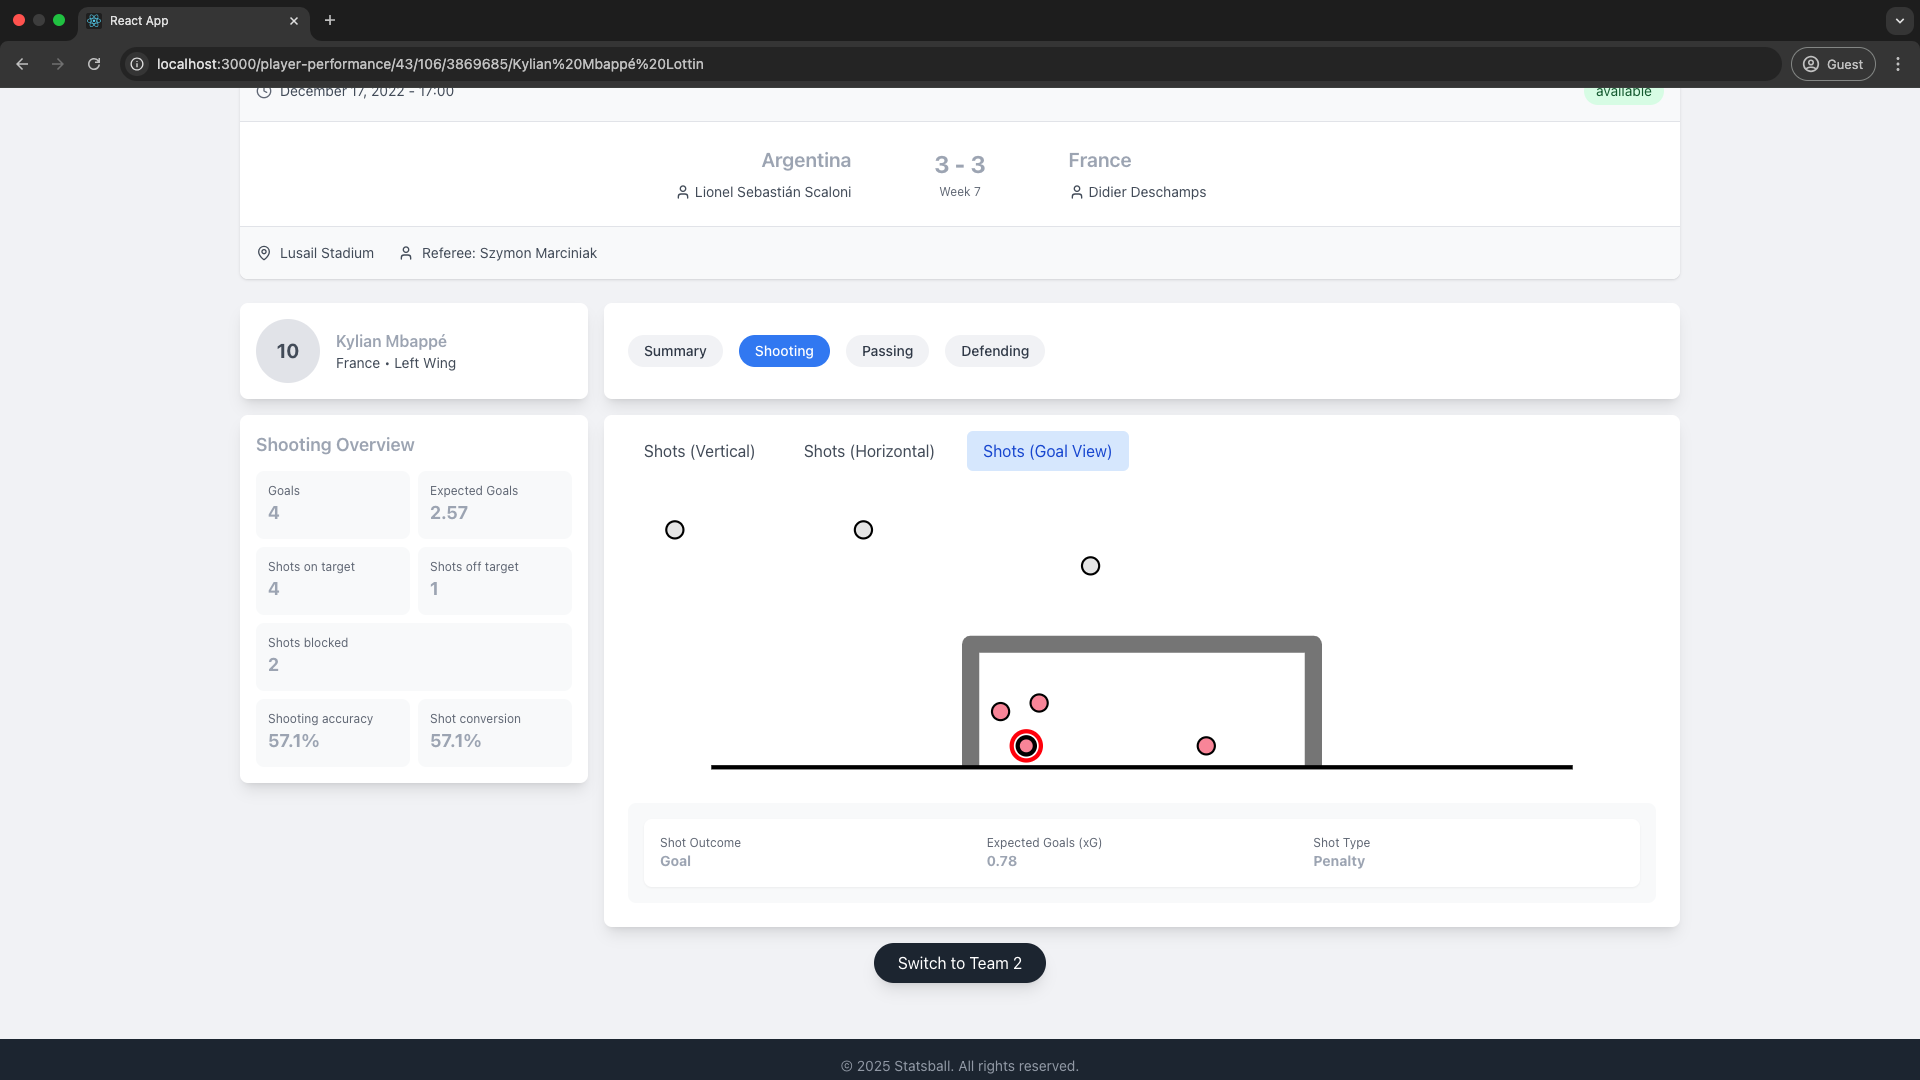 React App
localhost:3000/player-performance/43/106/3869685/Kylian%20Mbappé%20Lottin
Guest
December 17, 2022 - 17:00
available
Argentina
3 - 3
France
Lionel Sebastián Scaloni
Week 7
Didier Deschamps
Lusail Stadium
Referee: Szymon Marciniak
10
Kylian Mbappé
France • Left Wing
Summary
Shooting
Passing
Defending
Shooting Overview
Goals
4
Expected Goals
2.57
Shots on target
4
Shots off target
1
Shots blocked
2
Shooting accuracy
57.1%
Shot conversion
57.1%
Shots (Vertical)
Shots (Horizontal)
Shots (Goal View)
Shot Outcome
Goal
Expected Goals (xG)
0.78
Shot Type
Penalty
Switch to Team 2
© 2025 Statsball. All rights reserved.